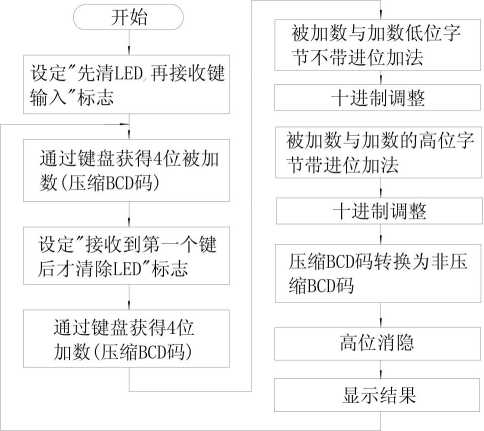 开始
设定"先清LED,再接收键
输入"标志
通过键盘获得4位被加
数(压缩BCD码)
设定"接收到第一个键
后才清除LED"标志
通过键盘获得4位
加数(压缩BCD码)
被加数与加数低位字
节不带进位加法
十进制调整
被加数与加数的高位字
节带进位加法
十进制调整
压缩BCD码转换为非压
缩BCD码
高位消隐
显示结果